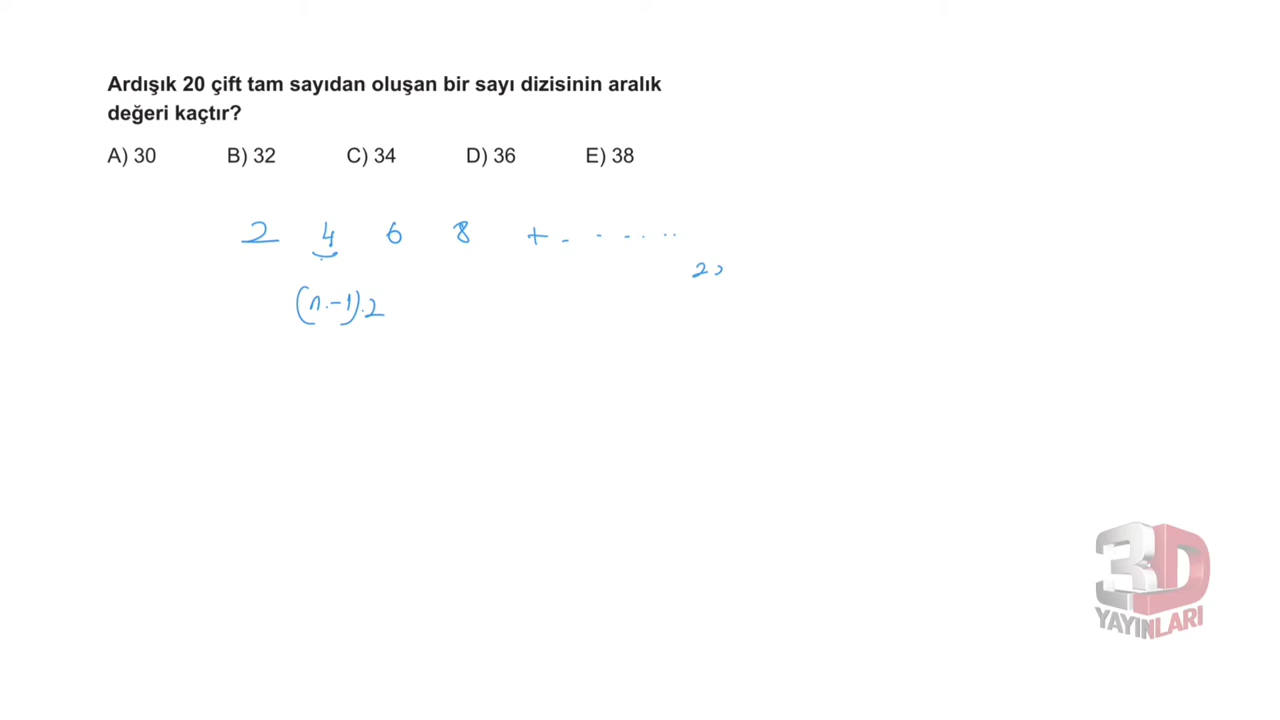 Ardışık 20 çift tam sayıdan oluşan bir sayı dizisinin aralık
değeri kaçtır?
A) 30 B) 32 C) 34 D) 36 E) 38
2 4 6 8 + - . . . . . .
(n.-1).2
3D
YAYINLARI